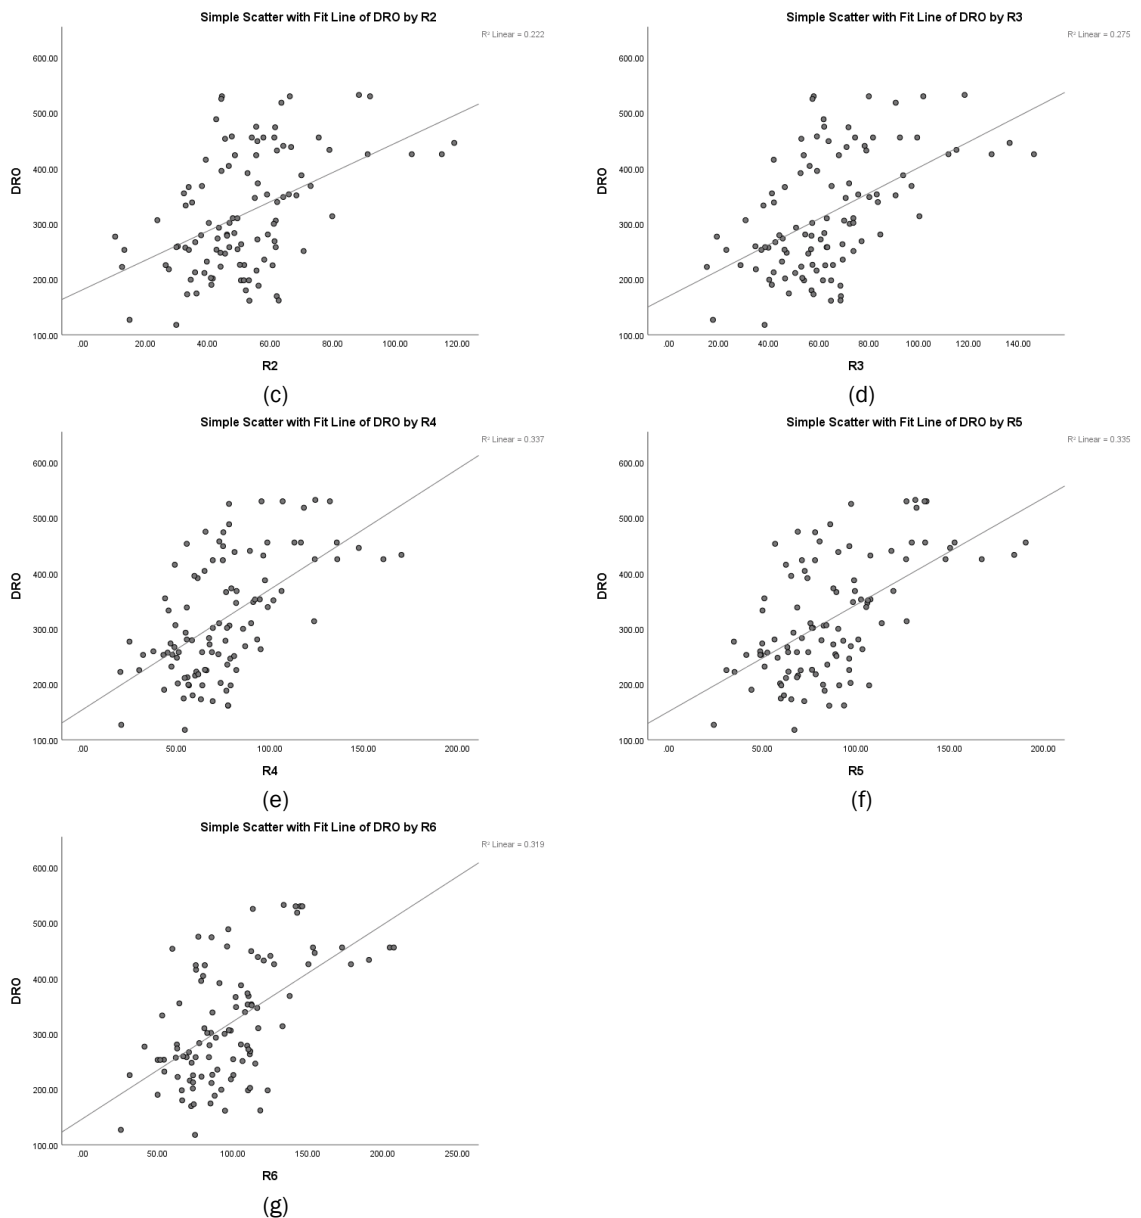 Simple Scatter with Fit Line of DRO by R2
R² Linear = 0.222
600.00
500.00
400.00
300.00
200.00
100.00
DRO
.00 20.00 40.00 60.00 80.00 100.00 120.00
R2
(c)
Simple Scatter with Fit Line of DRO by R3
R² Linear = 0.275
600.00
500.00
400.00
300.00
200.00
100.00
DRO
.00 20.00 40.00 60.00 80.00 100.00 120.00 140.00
R3
(d)
Simple Scatter with Fit Line of DRO by R4
R² Linear = 0.337
600.00
500.00
400.00
300.00
200.00
100.00
DRO
.00 50.00 100.00 150.00 200.00
R4
(e)
Simple Scatter with Fit Line of DRO by R5
R² Linear = 0.335
600.00
500.00
400.00
300.00
200.00
100.00
DRO
.00 50.00 100.00 150.00 200.00
R5
(f)
Simple Scatter with Fit Line of DRO by R6
R² Linear = 0.319
600.00
500.00
400.00
300.00
200.00
100.00
DRO
.00 50.00 100.00 150.00 200.00 250.00
R6
(g)